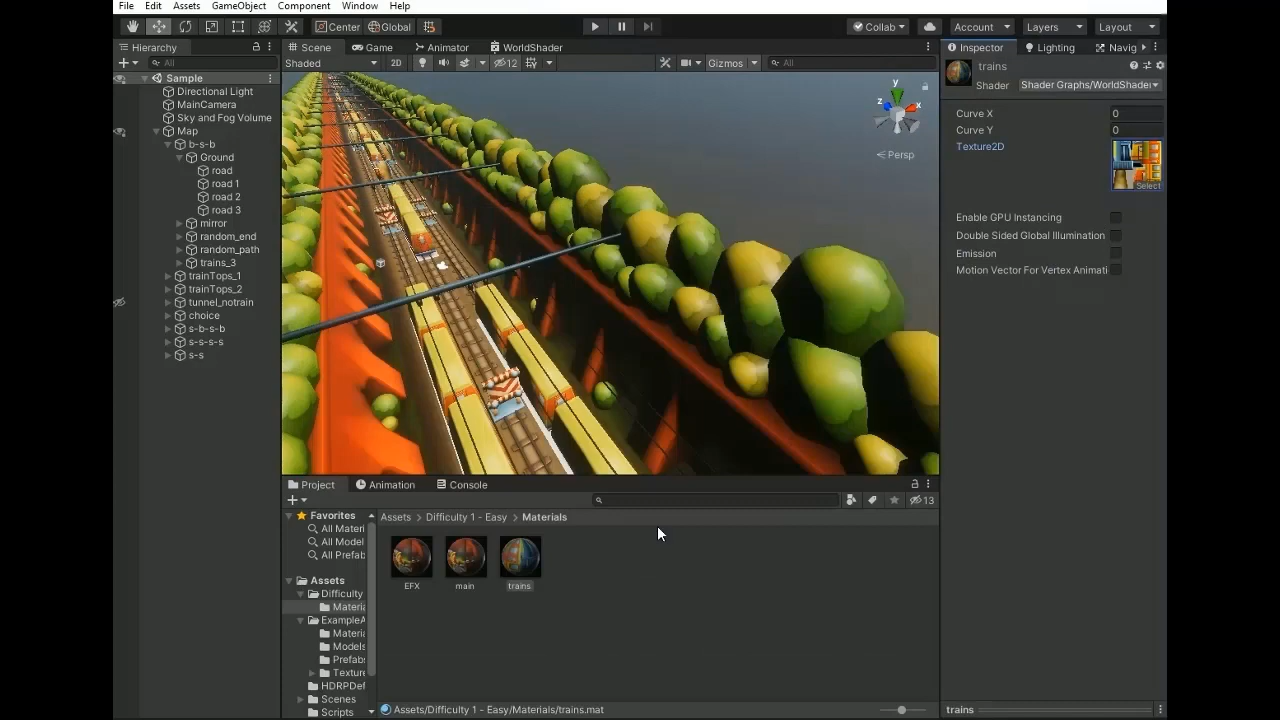 File Edit Assets GameObject Component Window Help
Center Global Collab Account Layers Layout
Hierarchy Scene Game Animator WorldShader Inspector Lighting Navig
All Shaded 2D 12 Gizmos All
trains
Shader Shader Graphs/WorldShader
Sample
Directional Light
MainCamera
Sky and Fog Volume
Map
b-s-b
Ground
road
road 1
road 2
road 3
mirror
random_end
random_path
trains_3
trainTops_1
trainTops_2
tunnel_notrain
choice
s-b-s-b
s-s-s-s
s-s
y
z x
Persp
Curve X 0
Curve Y 0
Texture2D
Select
Enable GPU Instancing
Double Sided Global Illumination
Emission
Motion Vector For Vertex Animati
Project Animation Console
13
Favorites
All Materi
All Model
All Prefab
Assets
Difficulty
Materia
ExampleA
Materia
Models
Prefabs
Texture
HDRPDef
Scenes
Scripts
Assets > Difficulty 1 - Easy > Materials
EFX main trains
Assets/Difficulty 1 - Easy/Materials/trains.mat
trains